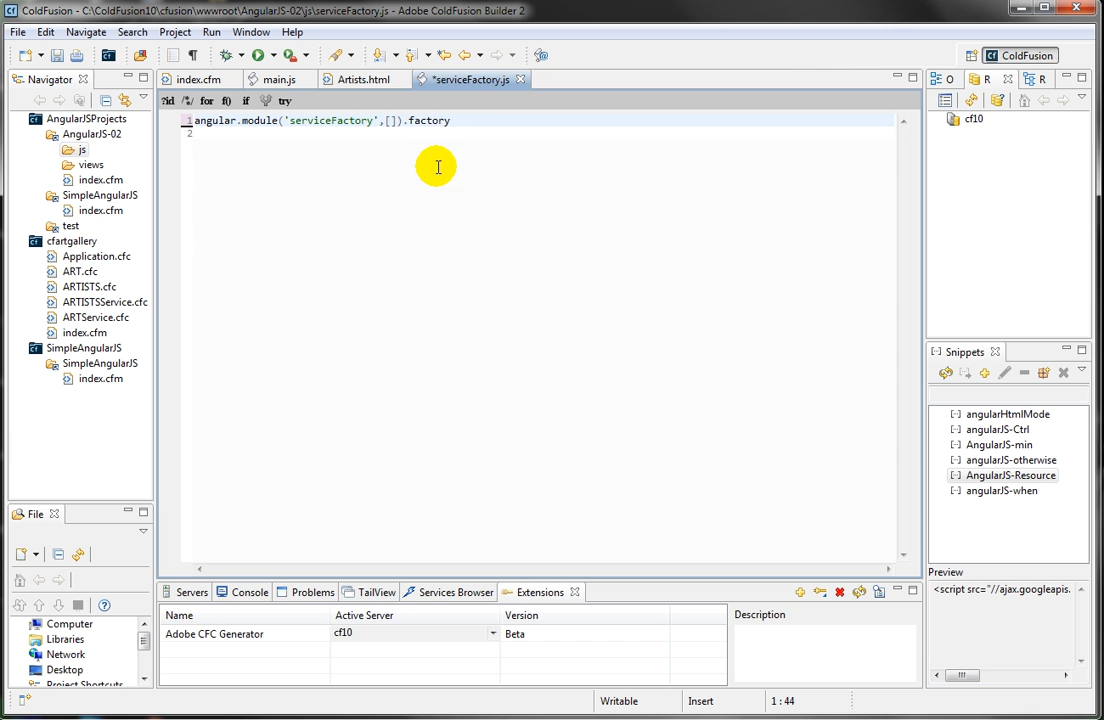 ColdFusion - C:\ColdFusion10\cfusion\wwwroot\AngularJS-02\js\serviceFactory.js - Adobe ColdFusion Builder 2
File Edit Navigate Search Project Run Window Help
ColdFusion
Navigator
index.cfm
main.js
Artists.html
*serviceFactory.js
O
R
R
?id /*/ for f() if try
AngularJSProjects
AngularJS-02
js
views
index.cfm
SimpleAngularJS
index.cfm
test
cfartgallery
Application.cfc
ART.cfc
ARTISTS.cfc
ARTISTSService.cfc
ARTService.cfc
index.cfm
SimpleAngularJS
SimpleAngularJS
index.cfm
1 angular.module('serviceFactory',[]).factory
2
cf10
Snippets
angularHtmlMode
angularJS-Ctrl
AngularJS-min
angularJS-otherwise
AngularJS-Resource
angularJS-when
Preview
<script src="//ajax.googleapis.
File
Computer
Libraries
Network
Desktop
Project Shortcuts
Servers Console Problems TailView Services Browser Extensions
Name Active Server Version
Adobe CFC Generator cf10 Beta
Description
Writable Insert 1 : 44